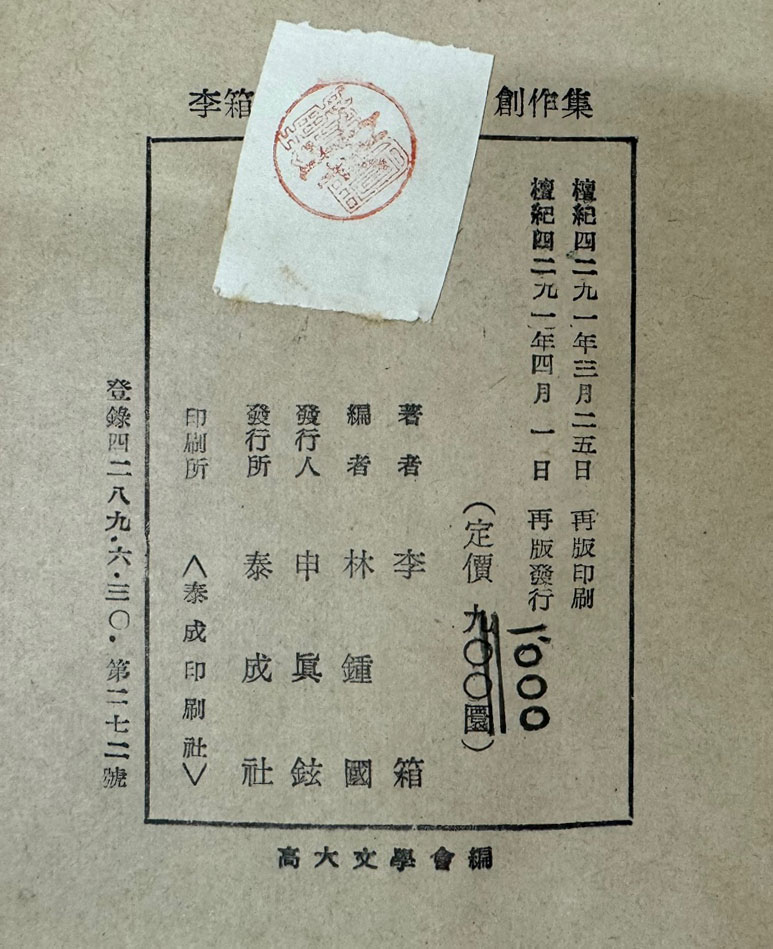 李箱 創作集
檀紀四二九一年三月二五日 再版印刷
檀紀四二九一年四月一日 再版發行
1,000
(定價 九〇〇圜)
著者 李箱
編者 林鍾國
發行人 申眞鉉
發行所 泰成社
印刷所 <泰成印刷社>
登錄四二八九・六・三〇・第二七二號
高大文學會編